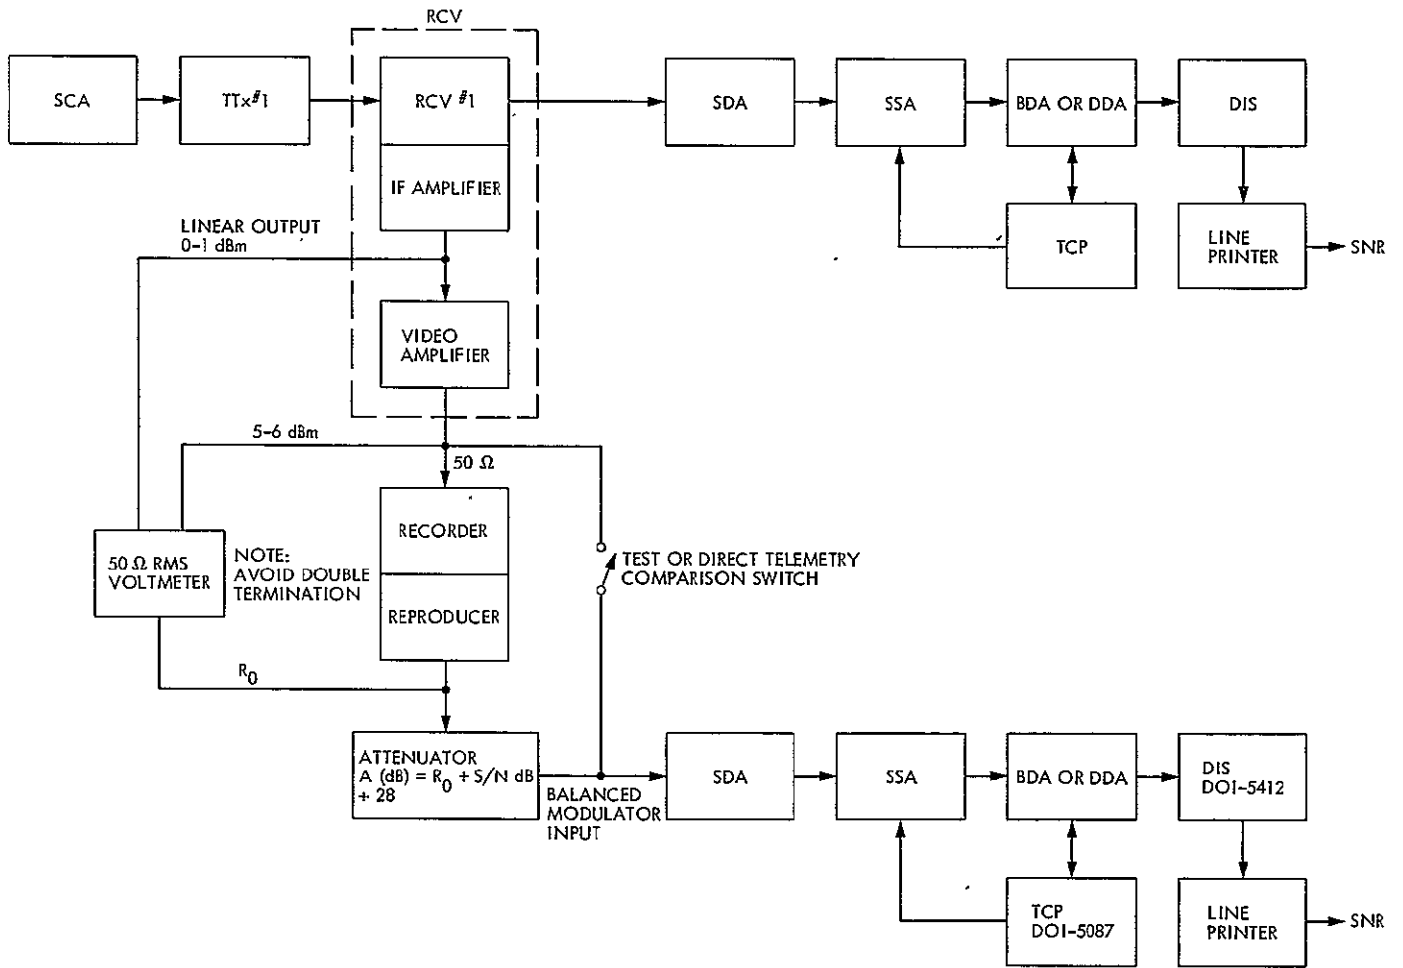 RCV
SCA
TTx#1
RCV #1
SDA
SSA
BDA OR DDA
DIS
IF AMPLIFIER
LINEAR OUTPUT
0-1 dBm
TCP
LINE
PRINTER
SNR
VIDEO
AMPLIFIER
5-6 dBm
50 Ω
RECORDER
50 Ω RMS
VOLTMETER
NOTE:
AVOID DOUBLE
TERMINATION
TEST OR DIRECT TELEMETRY
COMPARISON SWITCH
REPRODUCER
R0
ATTENUATOR
A (dB) = R0 + S/N dB
+ 28
BALANCED
MODULATOR
INPUT
SDA
SSA
BDA OR DDA
DIS
DOI-5412
TCP
DOI-5087
LINE
PRINTER
SNR